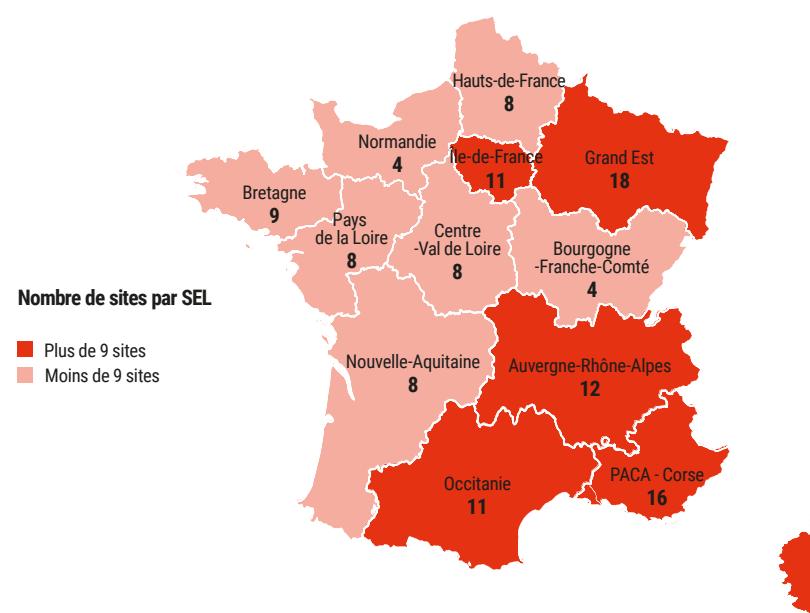 Hauts-de-France
8
Normandie
4
Île-de-France
11
Grand Est
18
Bretagne
9
Pays
de la Loire
8
Centre
-Val de Loire
8
Bourgogne
-Franche-Comté
4
Nombre de sites par SEL
Plus de 9 sites
Moins de 9 sites
Nouvelle-Aquitaine
8
Auvergne-Rhône-Alpes
12
Occitanie
11
PACA - Corse
16